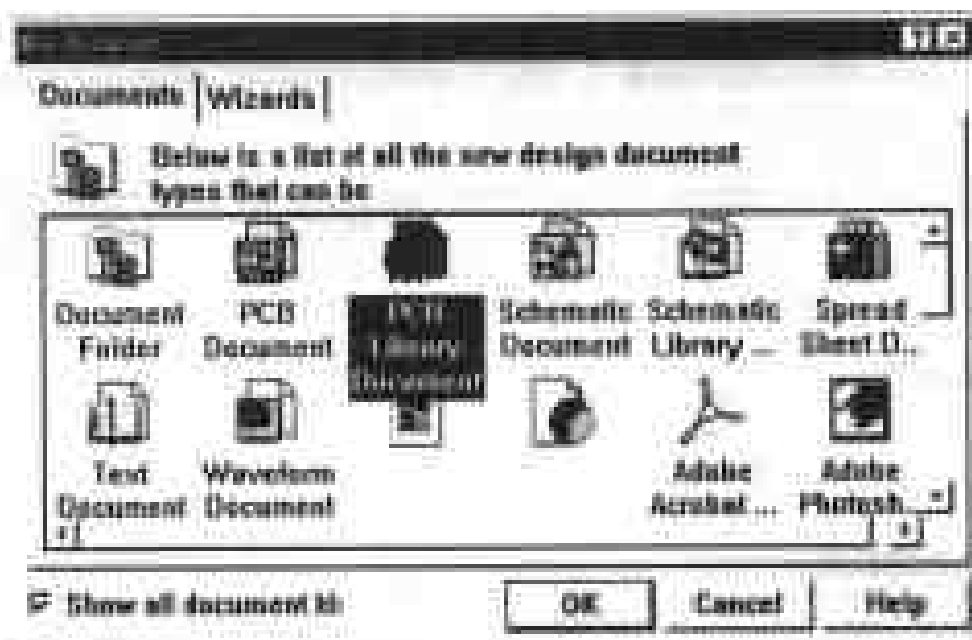 Documents Wizards
Below is a list of all the new design document
types that can be
Document PCB PCB Schematic Schematic Spread
Folder Document Library Document Library ... Sheet D...
Document
Text Waveform Adobe Adobe
Document Document Acrobat ... Photosh...
Show all document ki
OK Cancel Help